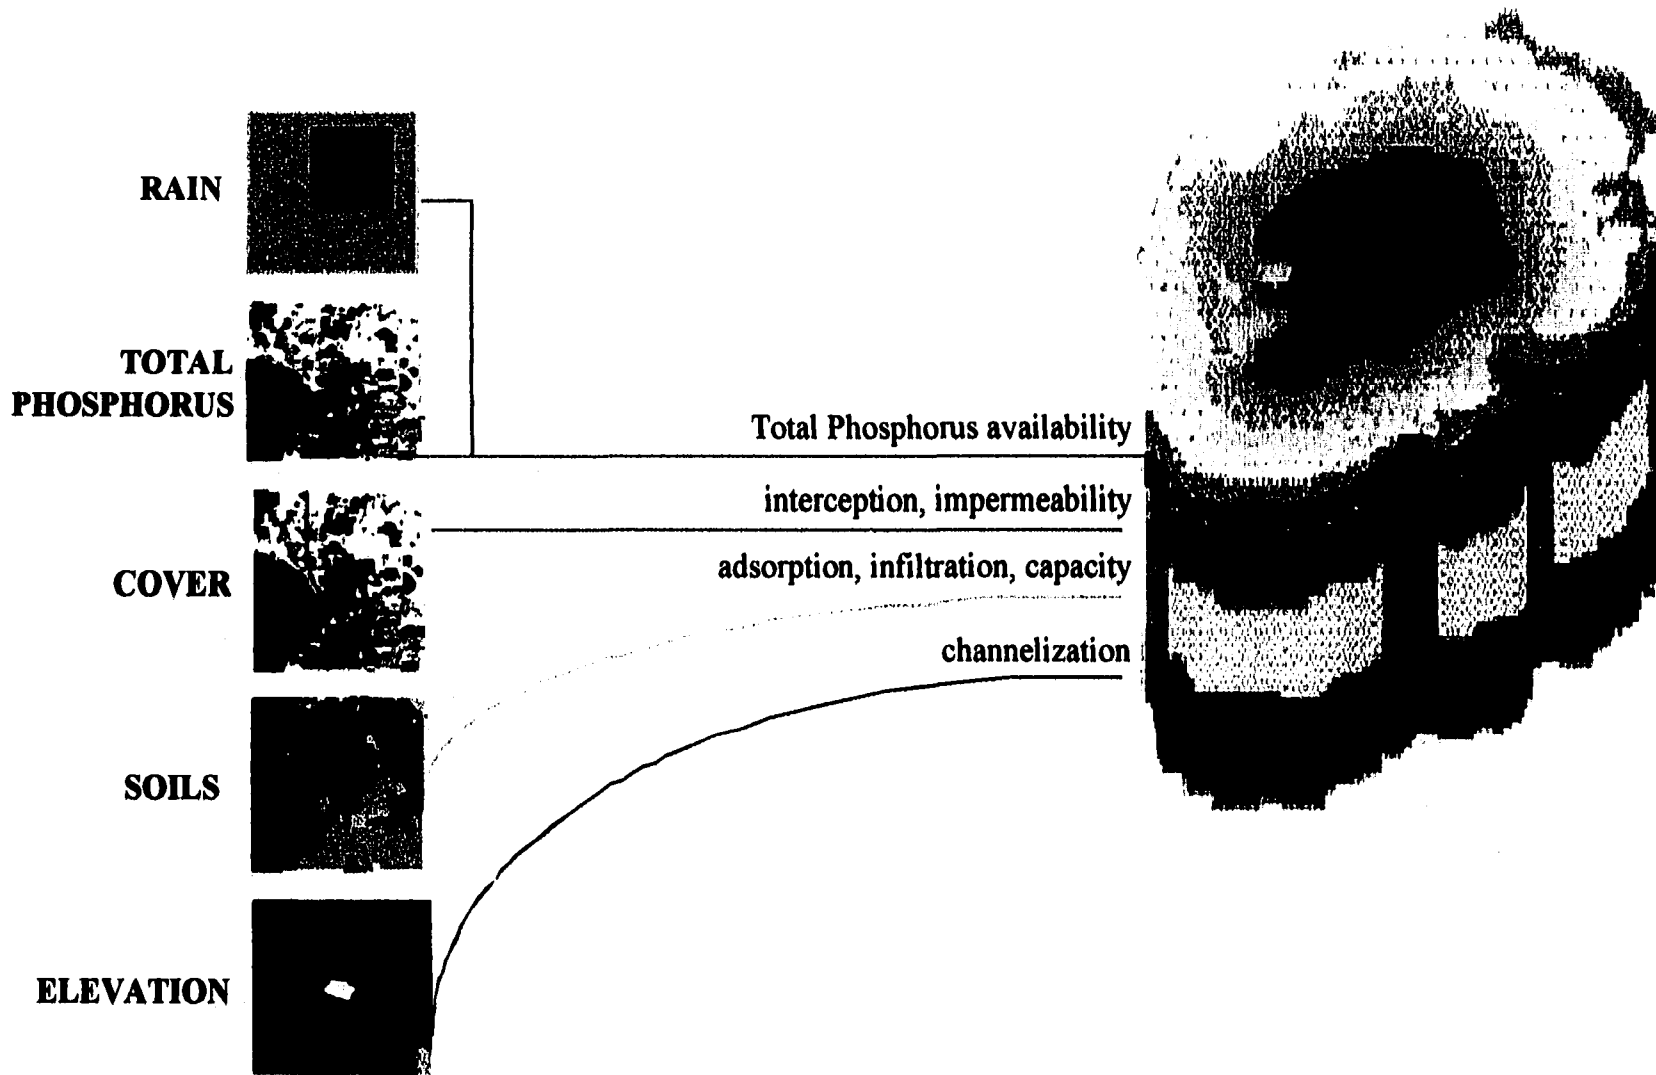 RAIN
TOTAL
PHOSPHORUS
Total Phosphorus availability
interception, impermeability
COVER
adsorption, infiltration, capacity
channelization
SOILS
ELEVATION